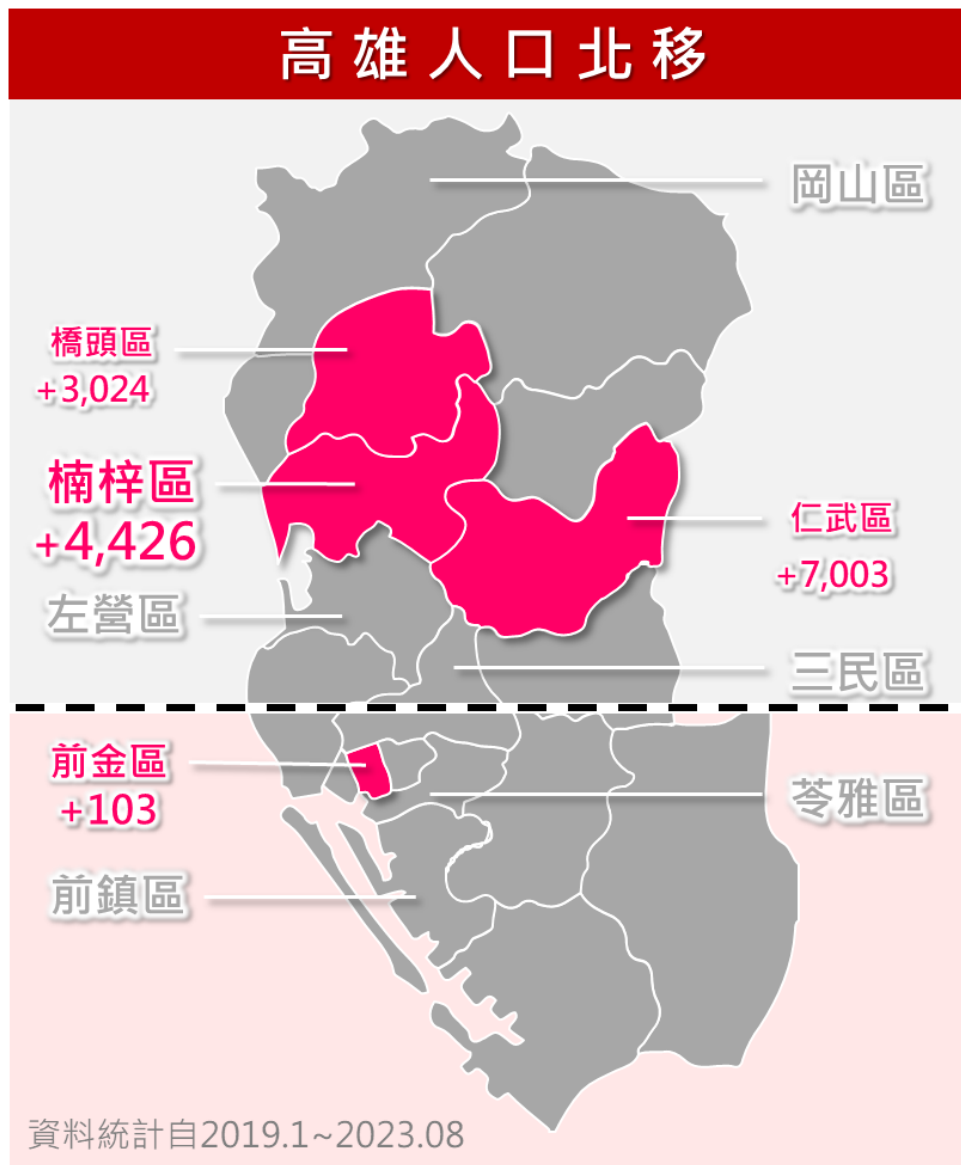 高雄人口北移
岡山區
橋頭區
+3,024
楠梓區
+4,426
仁武區
+7,003
左營區
三民區
前金區
+103
苓雅區
前鎮區
資料統計自2019.1~2023.08